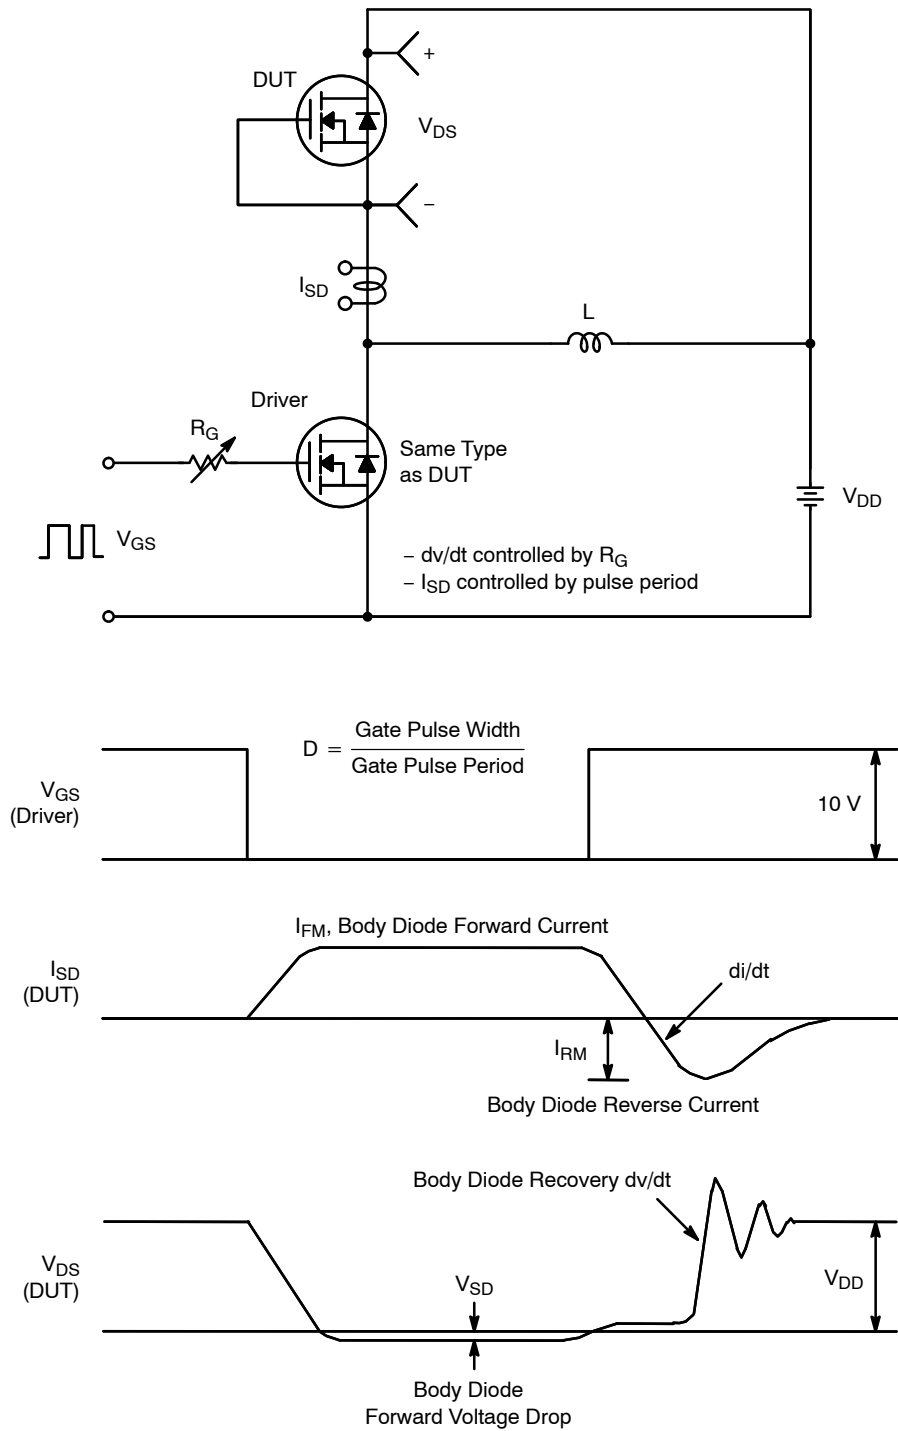 +
DUT
V_DS
−
I_SD
L
Driver
R_G
Same Type
as DUT
V_DD
V_GS
− dv/dt controlled by R_G
− I_SD controlled by pulse period
D = Gate Pulse Width
Gate Pulse Period
V_GS
(Driver)
10 V
I_FM, Body Diode Forward Current
I_SD
(DUT)
di/dt
I_RM
Body Diode Reverse Current
Body Diode Recovery dv/dt
V_DS
(DUT)
V_SD
V_DD
Body Diode
Forward Voltage Drop